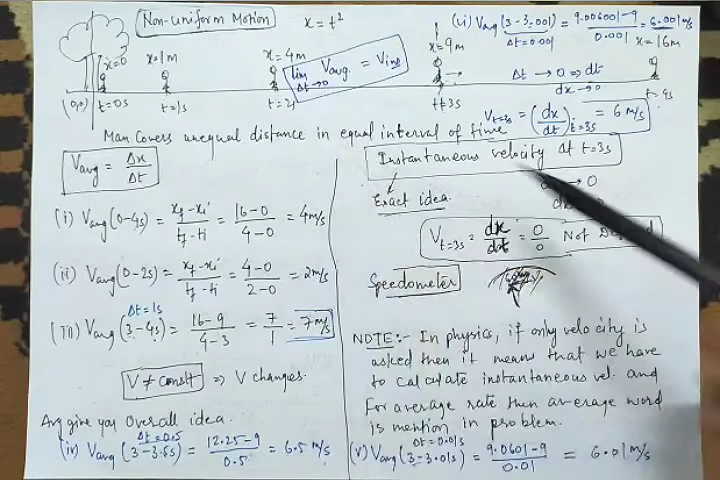 Non-uniform Motion x = t²
(vi) Vavg (3-3.001) = 9.006001-9 / 0.001 = 6.001 m/s
Δt = 0.001
x=0 x=1m x=4m x=9m x=16m
lim Δt→0 Vavg. = Vins
Δt → 0 ⇒ dt
dx → 0
(0,0) t=0s t=1s t=2s t=3s t=4s
Vt=3s = (dx/dt) t=3s = 6 m/s
Man covers unequal distance in equal interval of time
Vavg = Δx/Δt
(i) Vavg (0-4s) = xf-xi / tf-ti = 16-0 / 4-0 = 4m/s
(ii) Vavg (0-2s) = xf-xi / tf-ti = 4-0 / 2-0 = 2m/s
Δt=1s
(iii) Vavg (3-4s) = 16-9 / 4-3 = 7/1 = 7m/s
V ≠ constt ⇒ V changes.
Avg give you Overall idea.
Δt=0.5
(iv) Vavg (3-3.5s) = 12.25-9 / 0.5 = 6.5 m/s
Instantaneous velocity at t=3s
→ 0
Exact idea.
Vt=3s = dx/dt = 0/0 Not
Speedometer
NOTE:- In physics, if only velocity is
asked then it means that we have
to calculate instantaneous vel. and
For average rate then average word
is mention in problem.
Δt = 0.01s
(v) Vavg (3-3.01s) = 9.0601-9 / 0.01 = 6.01 m/s